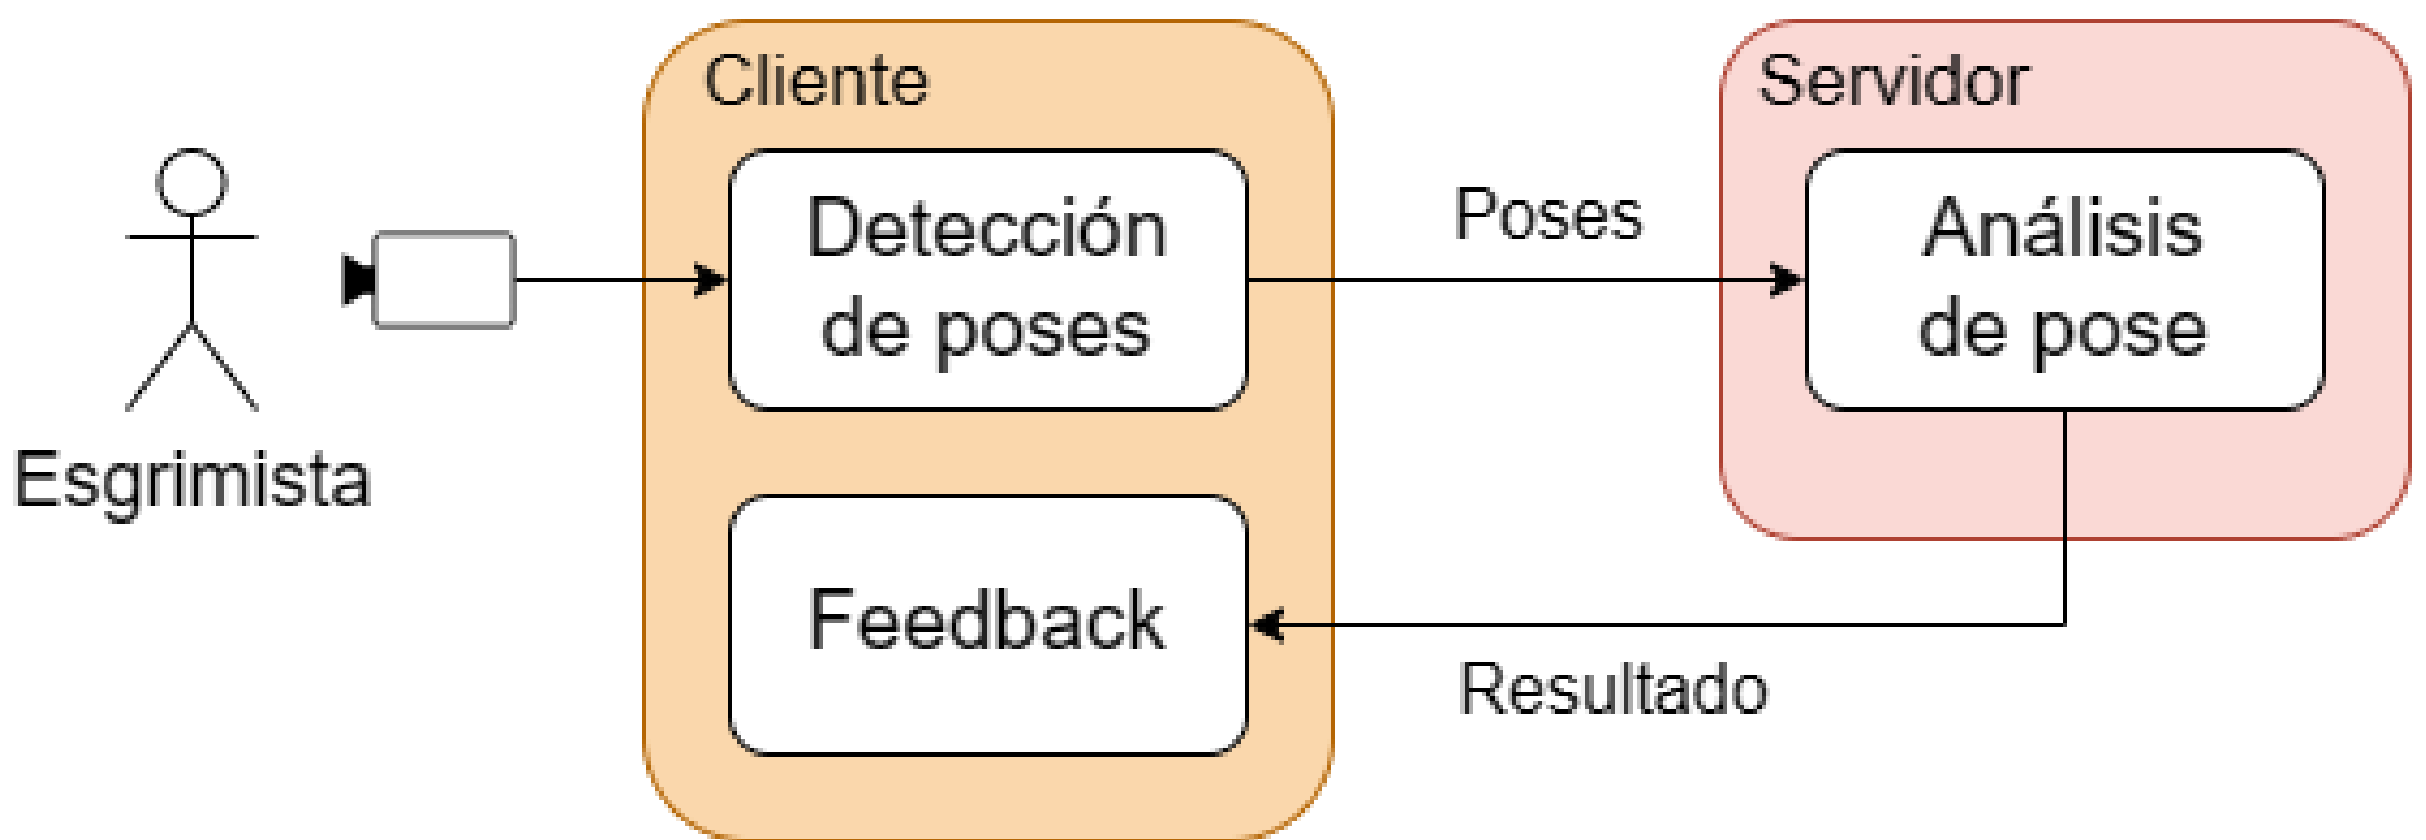 Cliente
Servidor
Detección
de poses
Poses
Análisis
de pose
Esgrimista
Feedback
Resultado